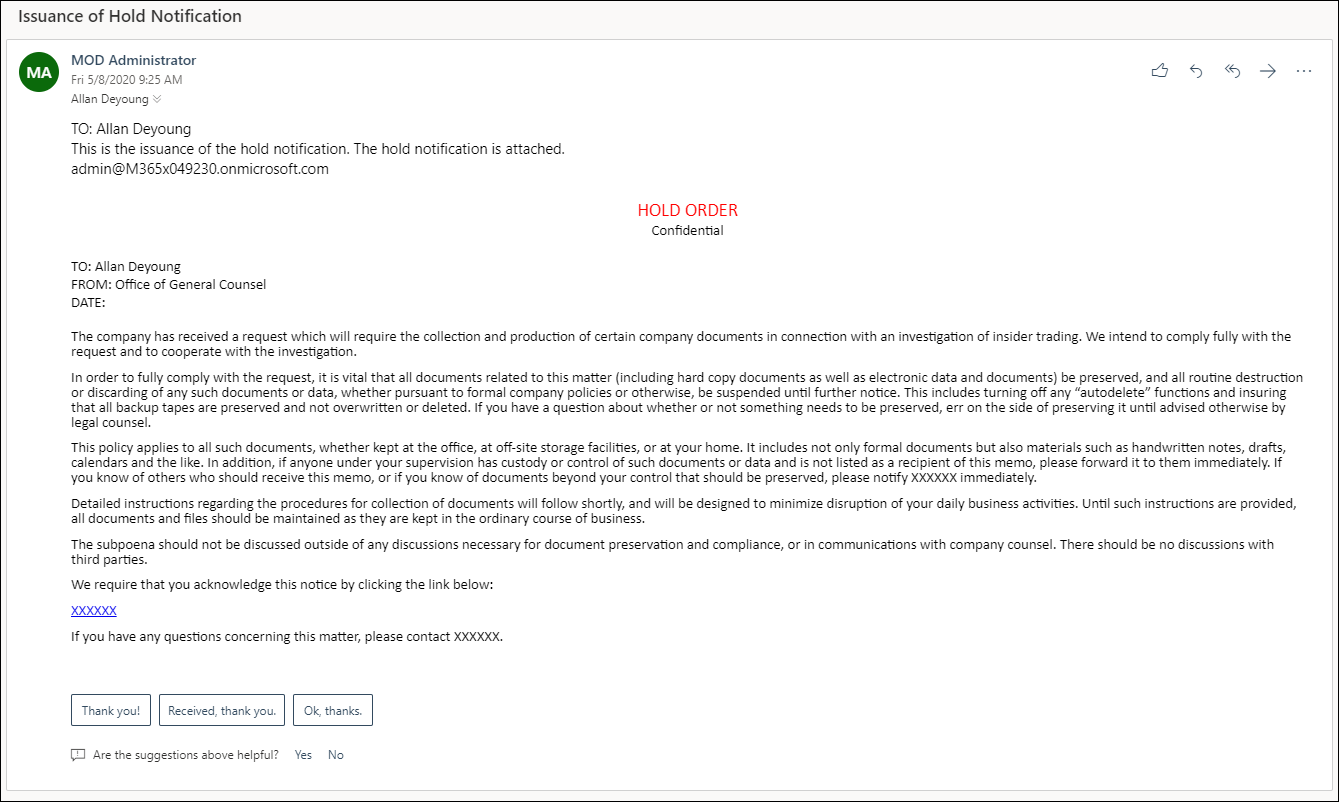 Issuance of Hold Notification
MA
MOD Administrator
Fri 5/8/2020 9:25 AM
Allan Deyoung
TO: Allan Deyoung
This is the issuance of the hold notification. The hold notification is attached.
admin@M365x049230.onmicrosoft.com
HOLD ORDER
Confidential
TO: Allan Deyoung
FROM: Office of General Counsel
DATE:
The company has received a request which will require the collection and production of certain company documents in connection with an investigation of insider trading. We intend to comply fully with the
request and to cooperate with the investigation.
In order to fully comply with the request, it is vital that all documents related to this matter (including hard copy documents as well as electronic data and documents) be preserved, and all routine destruction
or discarding of any such documents or data, whether pursuant to formal company policies or otherwise, be suspended until further notice. This includes turning off any “autodelete” functions and insuring
that all backup tapes are preserved and not overwritten or deleted. If you have a question about whether or not something needs to be preserved, err on the side of preserving it until advised otherwise by
legal counsel.
This policy applies to all such documents, whether kept at the office, at off-site storage facilities, or at your home. It includes not only formal documents but also materials such as handwritten notes, drafts,
calendars and the like. In addition, if anyone under your supervision has custody or control of such documents or data and is not listed as a recipient of this memo, please forward it to them immediately. If
you know of others who should receive this memo, or if you know of documents beyond your control that should be preserved, please notify XXXXXX immediately.
Detailed instructions regarding the procedures for collection of documents will follow shortly, and will be designed to minimize disruption of your daily business activities. Until such instructions are provided,
all documents and files should be maintained as they are kept in the ordinary course of business.
The subpoena should not be discussed outside of any discussions necessary for document preservation and compliance, or in communications with company counsel. There should be no discussions with
third parties.
We require that you acknowledge this notice by clicking the link below:
XXXXXX
If you have any questions concerning this matter, please contact XXXXXX.
Thank you! Received, thank you. Ok, thanks.
Are the suggestions above helpful? Yes No